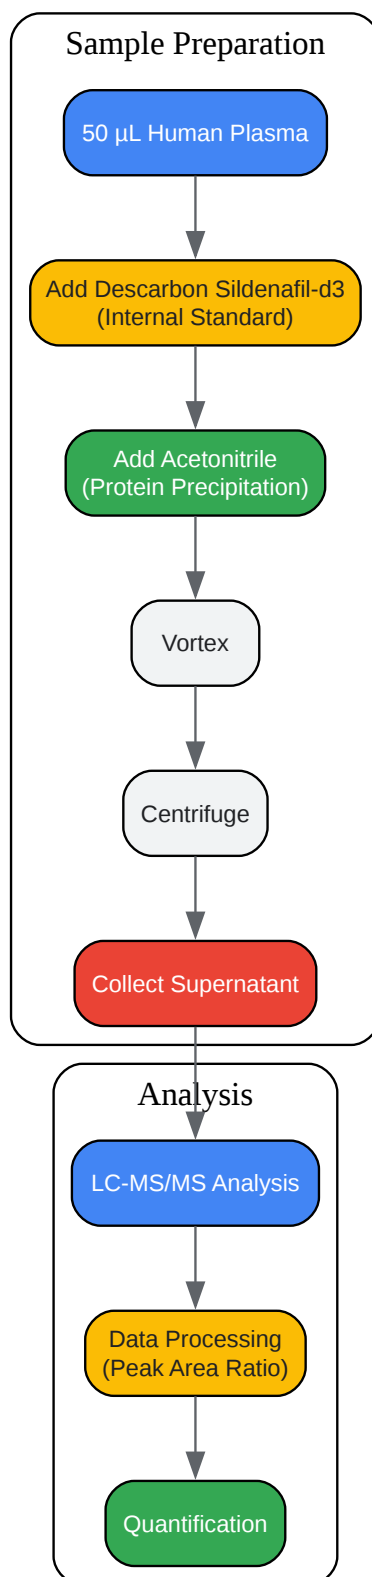 Sample Preparation
50 µL Human Plasma
Add Descarbon Sildenafil-d3
(Internal Standard)
Add Acetonitrile
(Protein Precipitation)
Vortex
Centrifuge
Collect Supernatant
Analysis
LC-MS/MS Analysis
Data Processing
(Peak Area Ratio)
Quantification